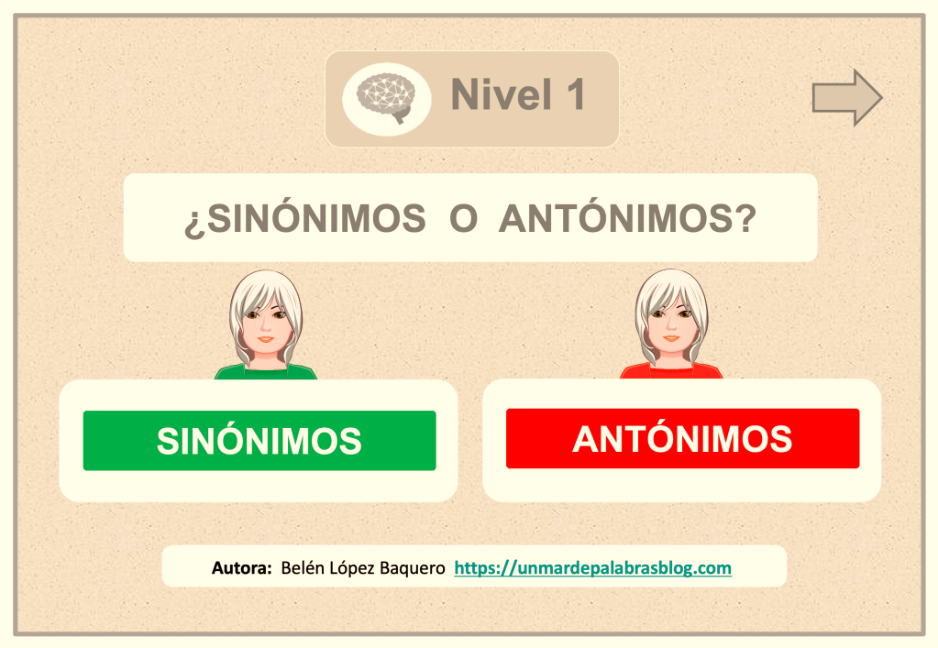 Nivel 1
¿SINÓNIMOS O ANTÓNIMOS?
SINÓNIMOS
ANTÓNIMOS
Autora: Belén López Baquero https://unmardepalabrasblog.com